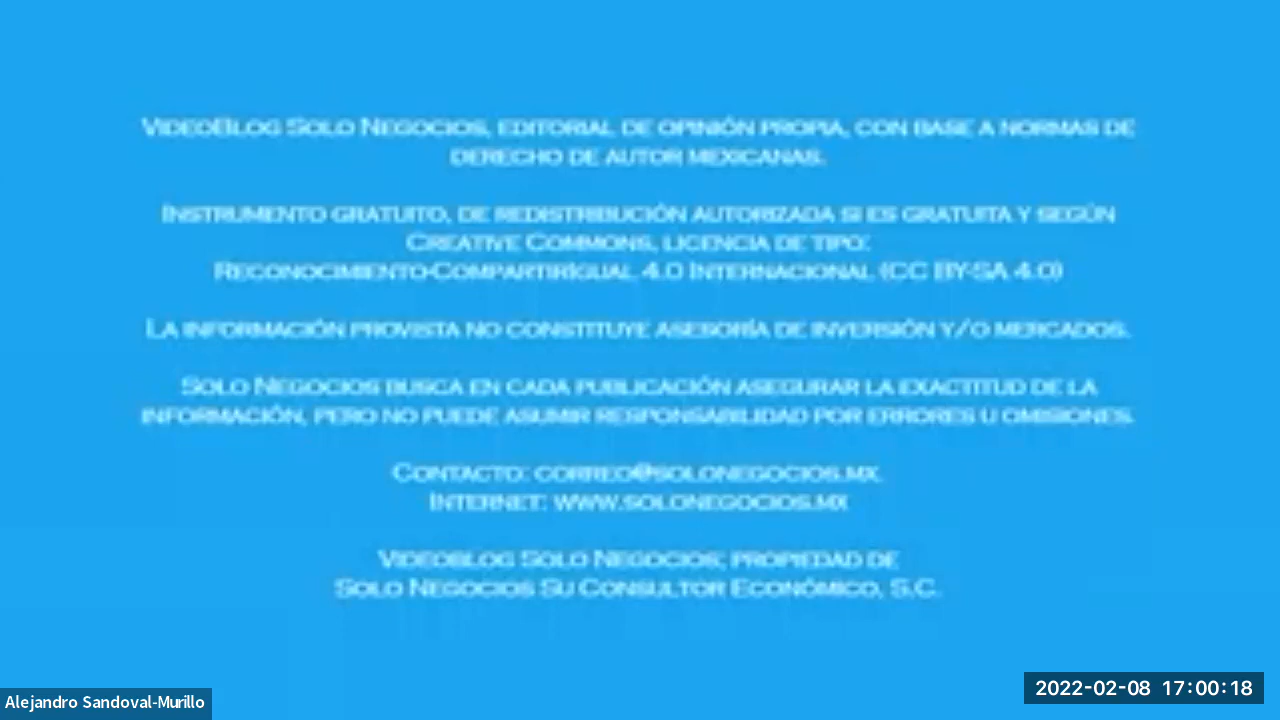 VideoBlog Solo Negocios, editorial de opinión propia, con base a normas de
derecho de autor mexicanas.
Instrumento gratuito, de redistribución autorizada si es gratuita y según
Creative Commons, licencia de tipo:
Reconocimiento-CompartirIgual 4.0 Internacional (CC BY-SA 4.0)
La información provista no constituye asesoría de inversión y/o mercados.
Solo Negocios busca en cada publicación asegurar la exactitud de la
información, pero no puede asumir responsabilidad por errores u omisiones.
Contacto: correo@solonegocios.mx
Internet: www.solonegocios.mx
Videoblog Solo Negocios; propiedad de
Solo Negocios Su Consultor Económico, S.C.
Alejandro Sandoval-Murillo
2022-02-08 17:00:18